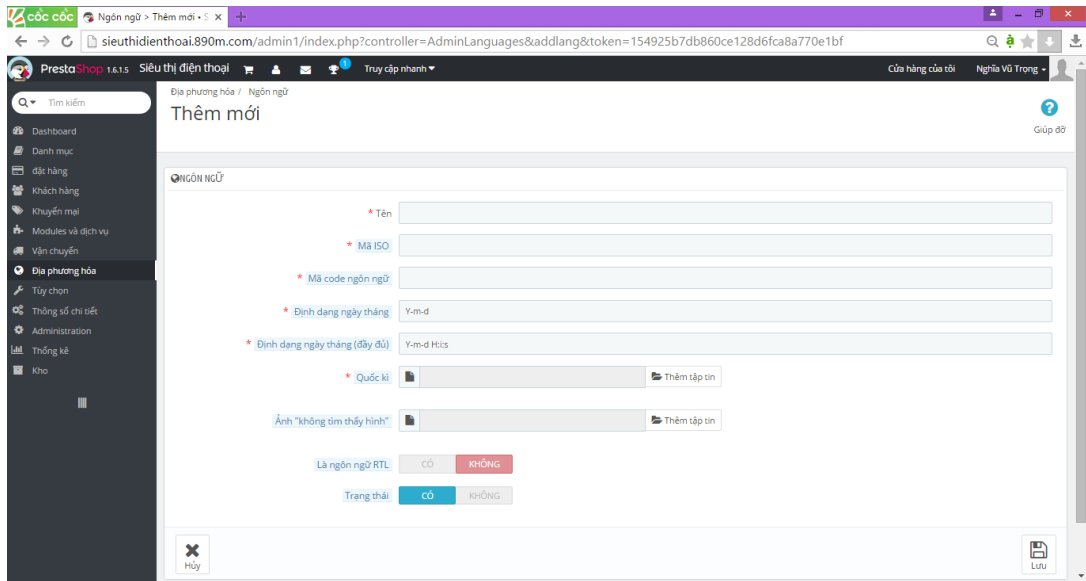 cốc cốc
Ngôn ngữ > Thêm mới • S
sieuthidienthoai.890m.com/admin1/index.php?controller=AdminLanguages&addlang&token=154925b7db860ce128d6fca8a770e1bf
PrestaShop 1.6.1.5 Siêu thị điện thoại 1 Truy cập nhanh Cửa hàng của tôi Nghĩa Vũ Trọng
Tìm kiếm
Dashboard
Danh mục
đặt hàng
Khách hàng
Khuyến mại
Modules và dịch vụ
Vận chuyển
Địa phương hóa
Tùy chọn
Thông số chi tiết
Administration
Thống kê
Kho
Địa phương hóa / Ngôn ngữ
Thêm mới
Giúp đỡ
NGÔN NGỮ
* Tên
* Mã ISO
* Mã code ngôn ngữ
* Định dạng ngày tháng Y-m-d
* Định dạng ngày tháng (đầy đủ) Y-m-d H:i:s
* Quốc kì Thêm tập tin
Ảnh "không tìm thấy hình" Thêm tập tin
Là ngôn ngữ RTL CÓ KHÔNG
Trạng thái CÓ KHÔNG
Hủy Lưu